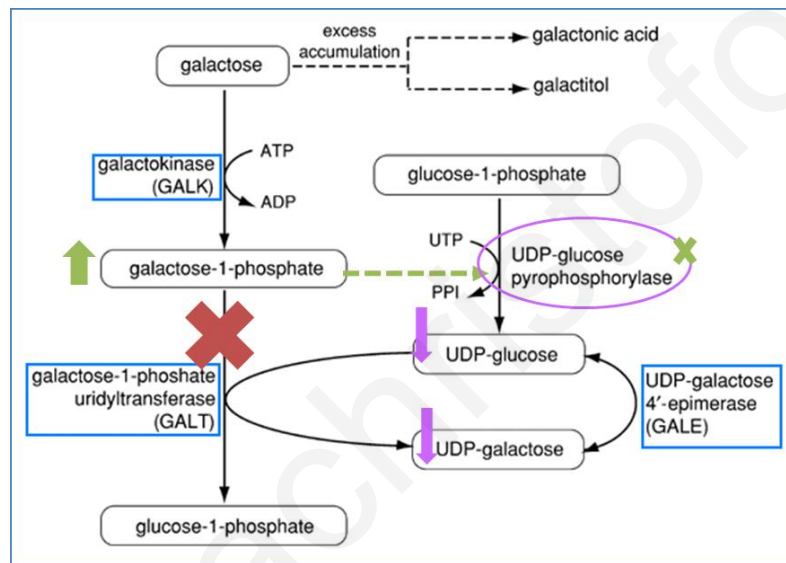 excess
accumulation
galactonic acid
galactose
galactitol
ATP
galactokinase
(GALK)
ADP
glucose-1-phosphate
UTP
UDP-glucose
pyrophosphorylase
galactose-1-phosphate
PPI
UDP-glucose
galactose-1-phoshate
uridyltransferase
(GALT)
UDP-galactose
4′-epimerase
(GALE)
UDP-galactose
glucose-1-phosphate
achristofo